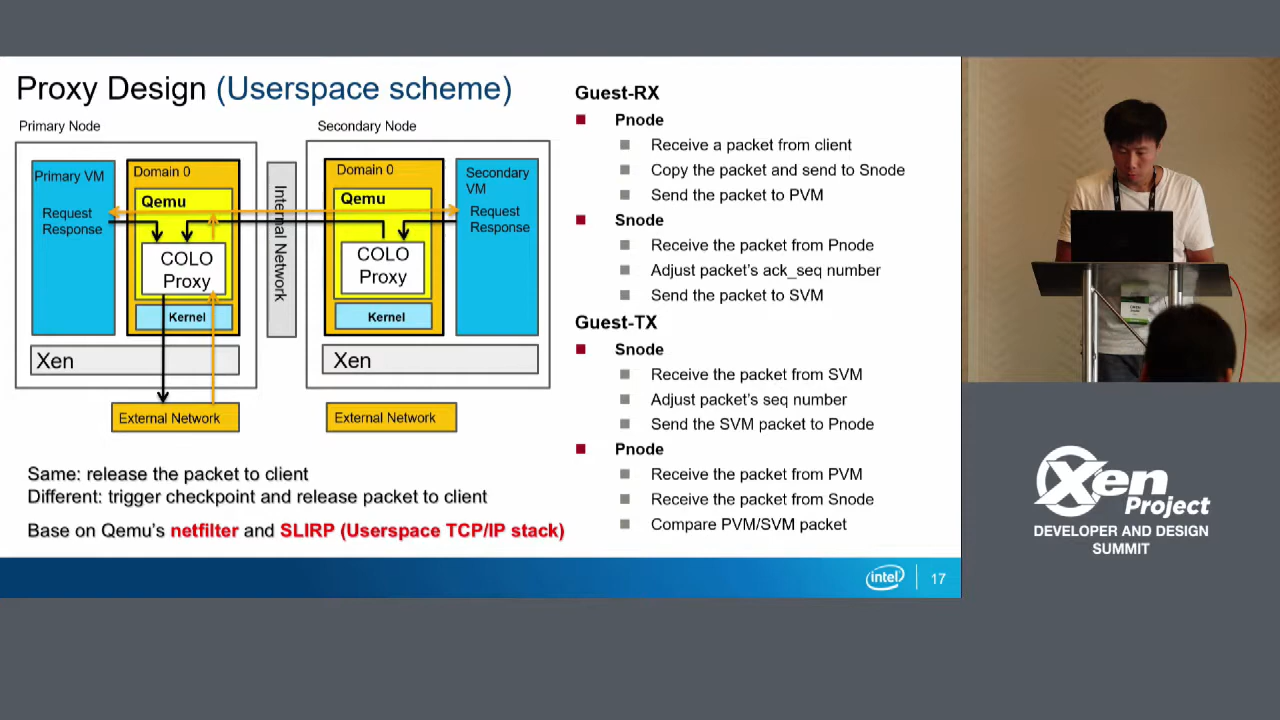 Proxy Design (Userspace scheme)
Primary Node
Secondary Node
Primary VM
Request
Response
Domain 0
Qemu
COLO
Proxy
Kernel
Xen
Internal Network
Domain 0
Qemu
COLO
Proxy
Kernel
Secondary
VM
Request
Response
Xen
External Network
External Network
Same: release the packet to client
Different: trigger checkpoint and release packet to client
Base on Qemu's netfilter and SLIRP (Userspace TCP/IP stack)
Guest-RX
Pnode
Receive a packet from client
Copy the packet and send to Snode
Send the packet to PVM
Snode
Receive the packet from Pnode
Adjust packet's ack_seq number
Send the packet to SVM
Guest-TX
Snode
Receive the packet from SVM
Adjust packet's seq number
Send the SVM packet to Pnode
Pnode
Receive the packet from PVM
Receive the packet from Snode
Compare PVM/SVM packet
intel
17
Xen
Project
DEVELOPER AND DESIGN
SUMMIT